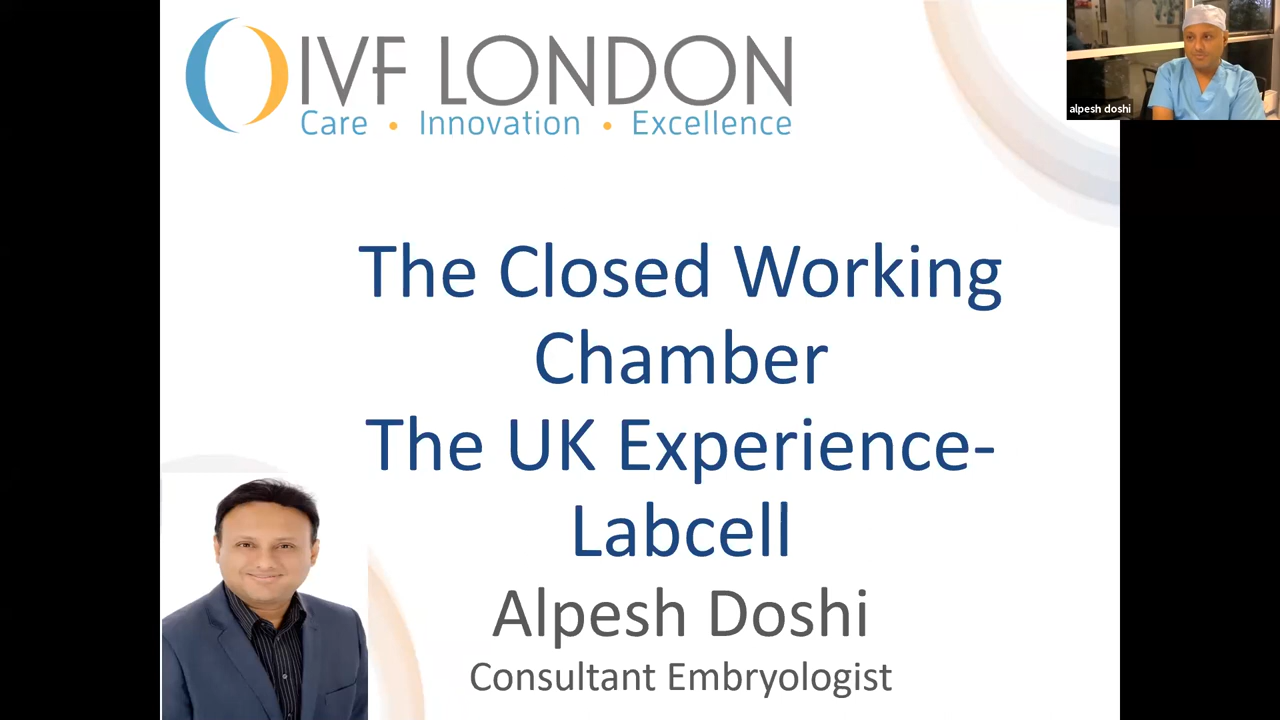 IVF LONDON
Care • Innovation • Excellence
alpesh doshi
The Closed Working
Chamber
The UK Experience-
Labcell
Alpesh Doshi
Consultant Embryologist